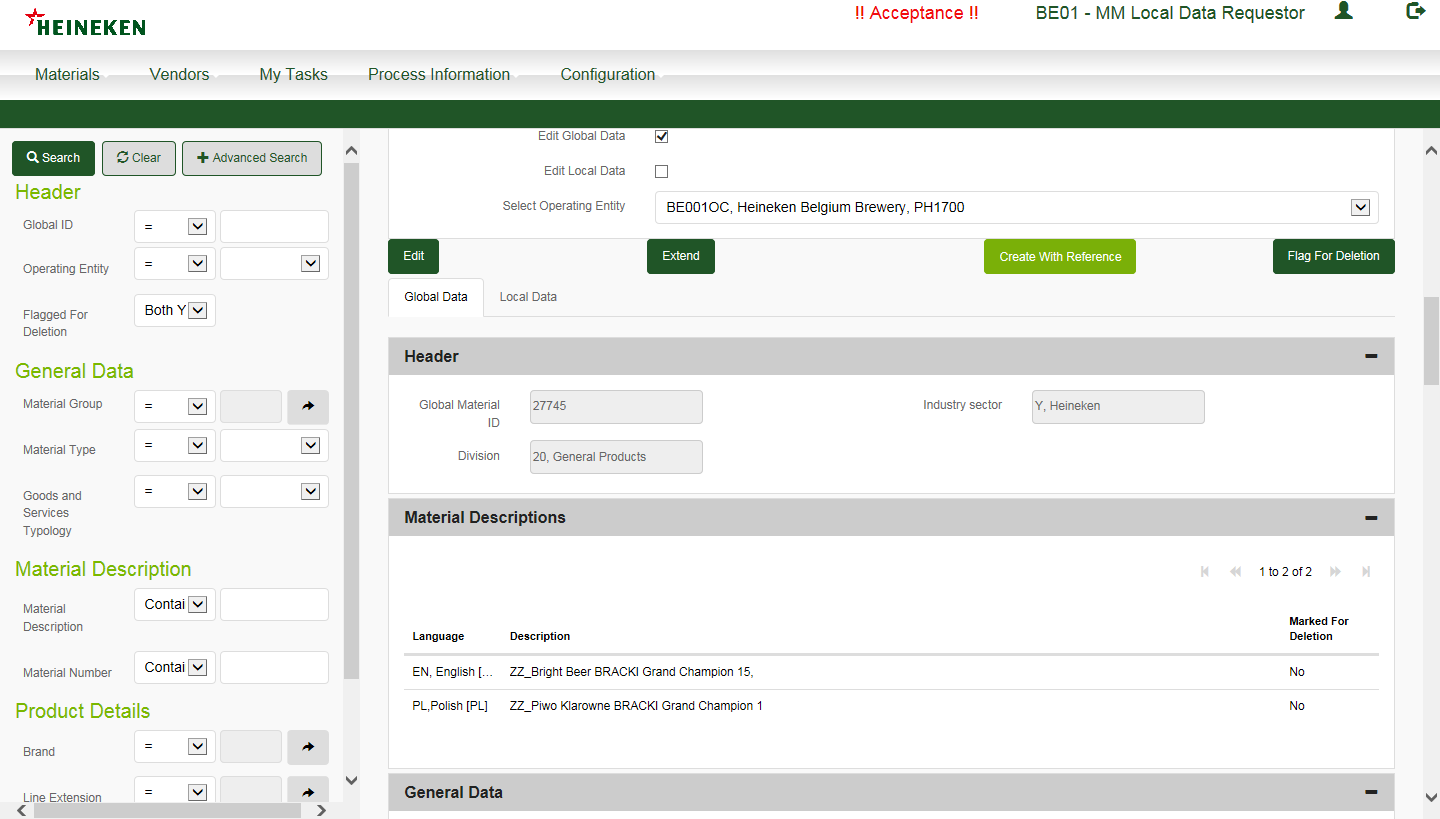 HEINEKEN
!! Acceptance !!
BE01 - MM Local Data Requestor
Materials
Vendors
My Tasks
Process Information
Configuration
Search
Clear
Advanced Search
Header
Global ID
=
Operating Entity
=
Flagged For
Deletion
Both Y
General Data
Material Group
=
Material Type
=
Goods and
Services
Typology
=
Material Description
Material
Description
Contai
Material Number
Contai
Product Details
Brand
=
Line Extension
=
Edit Global Data
Edit Local Data
Select Operating Entity
BE001OC, Heineken Belgium Brewery, PH1700
Edit
Extend
Create With Reference
Flag For Deletion
Global Data
Local Data
Header
Global Material
ID
27745
Industry sector
Y, Heineken
Division
20, General Products
Material Descriptions
1 to 2 of 2
Language
Description
Marked For
Deletion
EN, English [...
ZZ_Bright Beer BRACKI Grand Champion 15,
No
PL,Polish [PL]
ZZ_Piwo Klarowne BRACKI Grand Champion 1
No
General Data